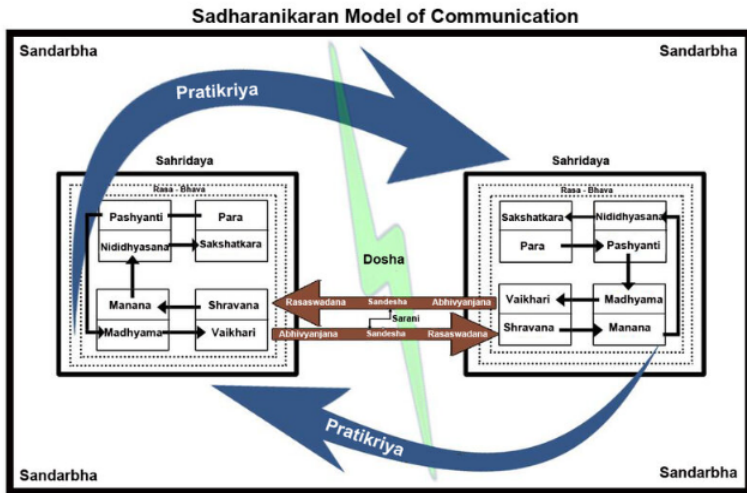 Sadharanikaran Model of Communication
Sandarbha
Sandarbha
Pratikriya
Sahridaya
Sahridaya
Rasa - Bhava
Rasa - Bhava
Pashyanti
Para
Nididhyasana
Sakshatkara
Manana
Shravana
Madhyama
Vaikhari
Dosha
Rasaswadana Sandesha Abhivyanjana
Sarani
Abhivyanjana Sandesha Rasaswadana
Sakshatkara
Nididhyasana
Para
Pashyanti
Vaikhari
Madhyama
Shravana
Manana
Pratikriya
Sandarbha
Sandarbha